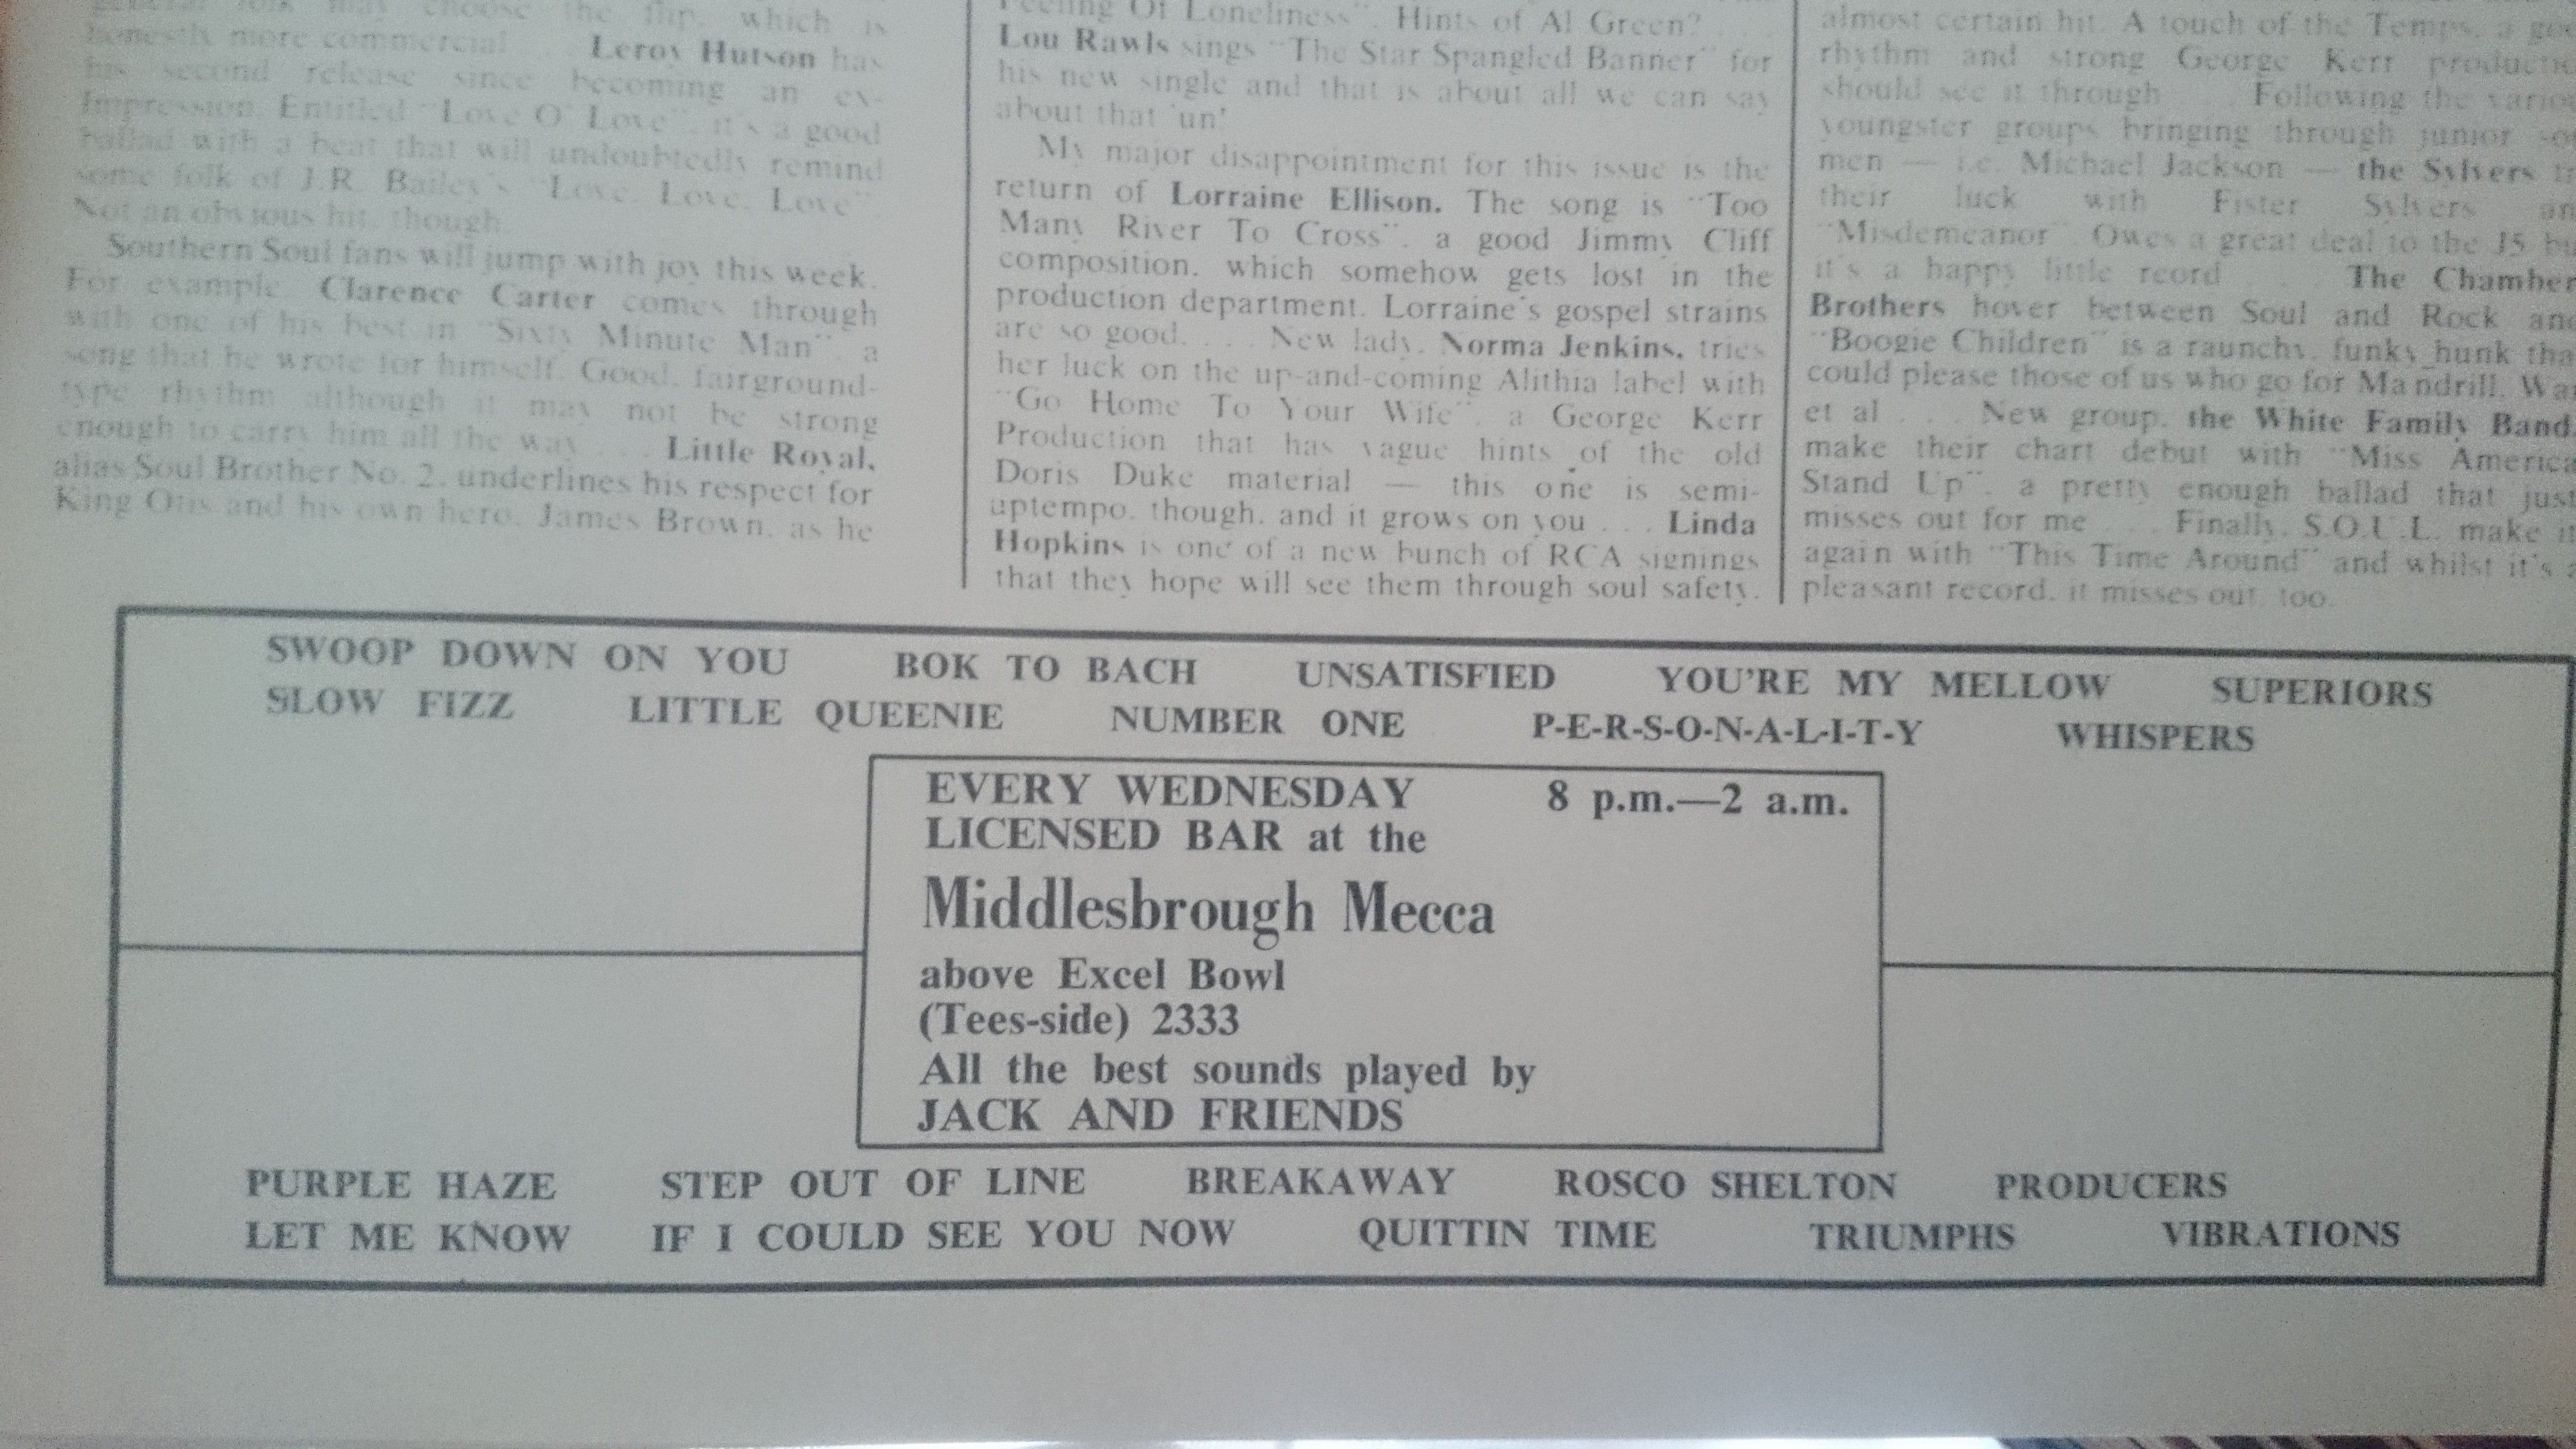 general folk may choose the flip, which is
honestly more commercial . . . Leroy Hutson has
his second release since becoming an ex-
Impression. Entitled "Love O' Love", it's a good
ballad with a beat that will undoubtedly remind
some folk of J.R. Bailey's "Love, Love, Love"
Not an obvious hit, though.
Southern Soul fans will jump with joy this week.
For example, Clarence Carter comes through
with one of his best in "Sixty Minute Man" a
song that he wrote for himself. Good, fairground-
type rhythm although it may not be strong
enough to carry him all the way . . . Little Royal,
alias Soul Brother No. 2, underlines his respect for
King Otis and his own hero, James Brown, as he
Feeling Of Loneliness". Hints of Al Green? . . .
Lou Rawls sings "The Star Spangled Banner" for
his new single and that is about all we can say
about that 'un!
My major disappointment for this issue is the
return of Lorraine Ellison. The song is "Too
Many River To Cross", a good Jimmy Cliff
composition, which somehow gets lost in the
production department. Lorraine's gospel strains
are so good. . . . New lady, Norma Jenkins, tries
her luck on the up-and-coming Alithia label with
"Go Home To Your Wife", a George Kerr
Production that has vague hints of the old
Doris Duke material — this one is semi-
uptempo, though, and it grows on you . . . Linda
Hopkins is one of a new bunch of RCA signings
that they hope will see them through soul safety.
almost certain hit. A touch of the Temps, a
rhythm and strong George Kerr
should see it through . . . Following the
youngster groups bringing through junior
men — i.e. Michael Jackson — the Sylvers
their luck with Fister Sylvers
"Misdemeanor". Owes a great deal to the J5
it's a happy little reord . . . The
Brothers hover between Soul and Rock and
"Boogie Children" is a raunchy, funky hunk
could please those of us who go for Mandrill,
et al . . . New group, the White Family Band,
make their chart debut with "Miss America
Stand Up", a pretty enough ballad that just
misses out for me . . . Finally, S.O.U.L. make it
again with "This Time Around" and whilst it's a
pleasant record, it misses out, too.
SWOOP DOWN ON YOU BOK TO BACH UNSATISFIED YOU'RE MY MELLOW SUPERIORS
SLOW FIZZ LITTLE QUEENIE NUMBER ONE P-E-R-S-O-N-A-L-I-T-Y WHISPERS
EVERY WEDNESDAY 8 p.m.—2 a.m.
LICENSED BAR at the
Middlesbrough Mecca
above Excel Bowl
(Tees-side) 2333
All the best sounds played by
JACK AND FRIENDS
PURPLE HAZE STEP OUT OF LINE BREAKAWAY ROSCO SHELTON PRODUCERS
LET ME KNOW IF I COULD SEE YOU NOW QUITTIN TIME TRIUMPHS VIBRATIONS